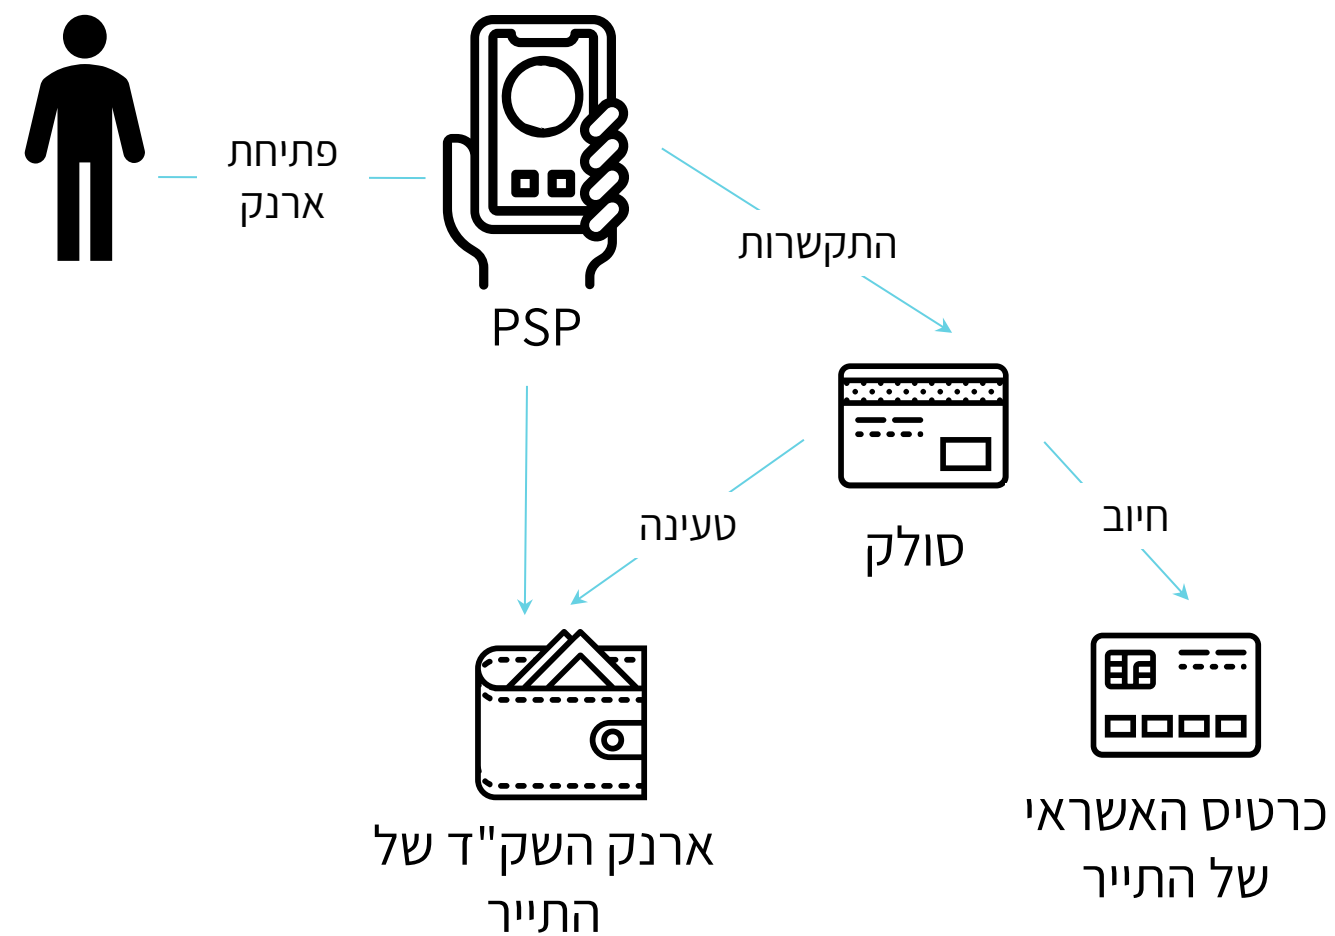 פתיחת
ארנק
התקשרות
PSP
טעינה
חיוב
סולק
כרטיס האשראי
של התייר
ארנק השק"ד של
התייר